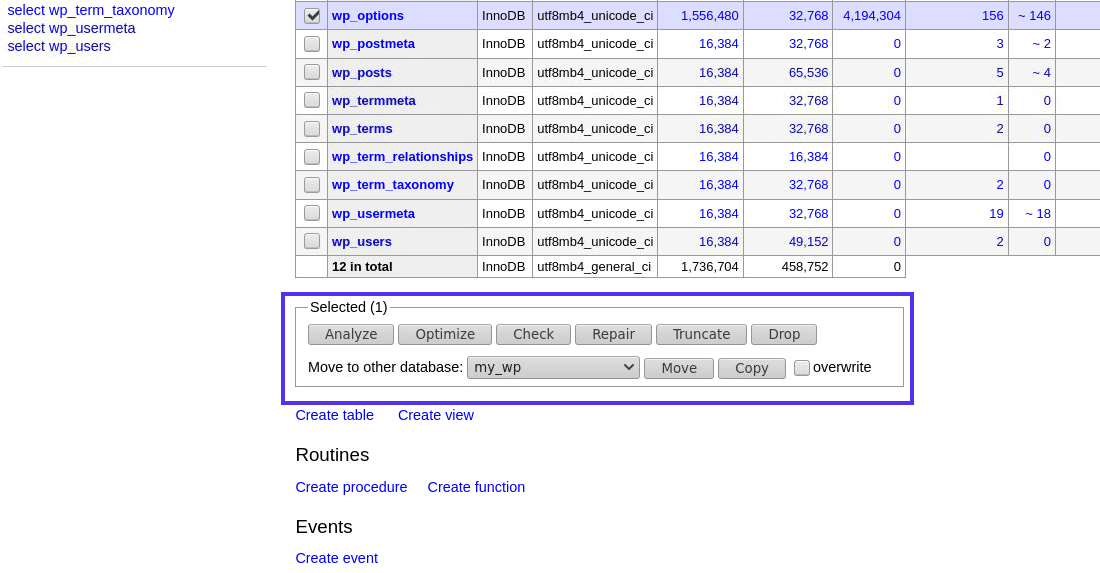 select wp_term_taxonomy
select wp_usermeta
select wp_users
wp_options InnoDB utf8mb4_unicode_ci 1,556,480 32,768 4,194,304 156 ~ 146
wp_postmeta InnoDB utf8mb4_unicode_ci 16,384 32,768 0 3 ~ 2
wp_posts InnoDB utf8mb4_unicode_ci 16,384 65,536 0 5 ~ 4
wp_termmeta InnoDB utf8mb4_unicode_ci 16,384 32,768 0 1 0
wp_terms InnoDB utf8mb4_unicode_ci 16,384 32,768 0 2 0
wp_term_relationships InnoDB utf8mb4_unicode_ci 16,384 16,384 0 0
wp_term_taxonomy InnoDB utf8mb4_unicode_ci 16,384 32,768 0 2 0
wp_usermeta InnoDB utf8mb4_unicode_ci 16,384 32,768 0 19 ~ 18
wp_users InnoDB utf8mb4_unicode_ci 16,384 49,152 0 2 0
12 in total InnoDB utf8mb4_general_ci 1,736,704 458,752 0
Selected (1)
Analyze Optimize Check Repair Truncate Drop
Move to other database: my_wp Move Copy overwrite
Create table Create view
Routines
Create procedure Create function
Events
Create event